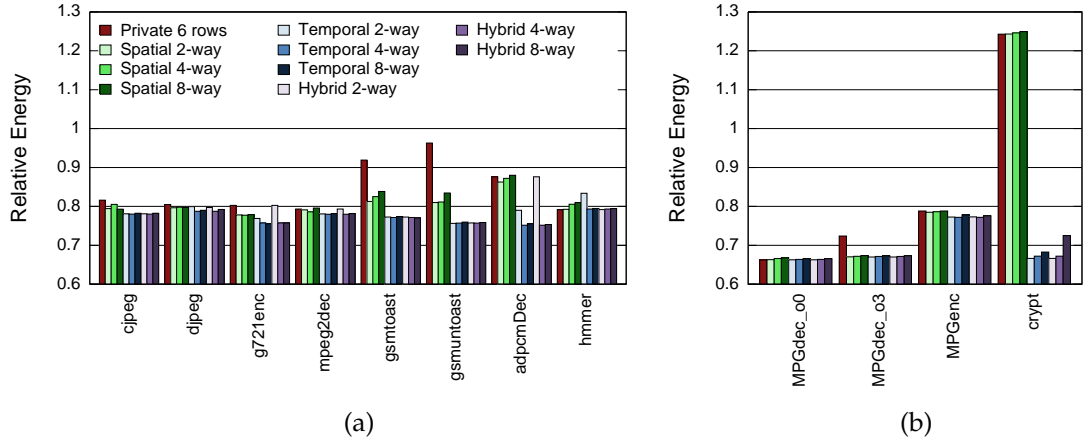 Relative Energy
1.3
1.2
1.1
1
0.9
0.8
0.7
0.6
Private 6 rows
Spatial 2-way
Spatial 4-way
Spatial 8-way
Temporal 2-way
Temporal 4-way
Temporal 8-way
Hybrid 2-way
Hybrid 4-way
Hybrid 8-way
cjpeg
djpeg
g721enc
mpeg2dec
gsmtoast
gsmuntoast
adpcmDec
hmmer
(a)
Relative Energy
1.3
1.2
1.1
1
0.9
0.8
0.7
0.6
MPGdec_o0
MPGdec_o3
MPGenc
crypt
(b)